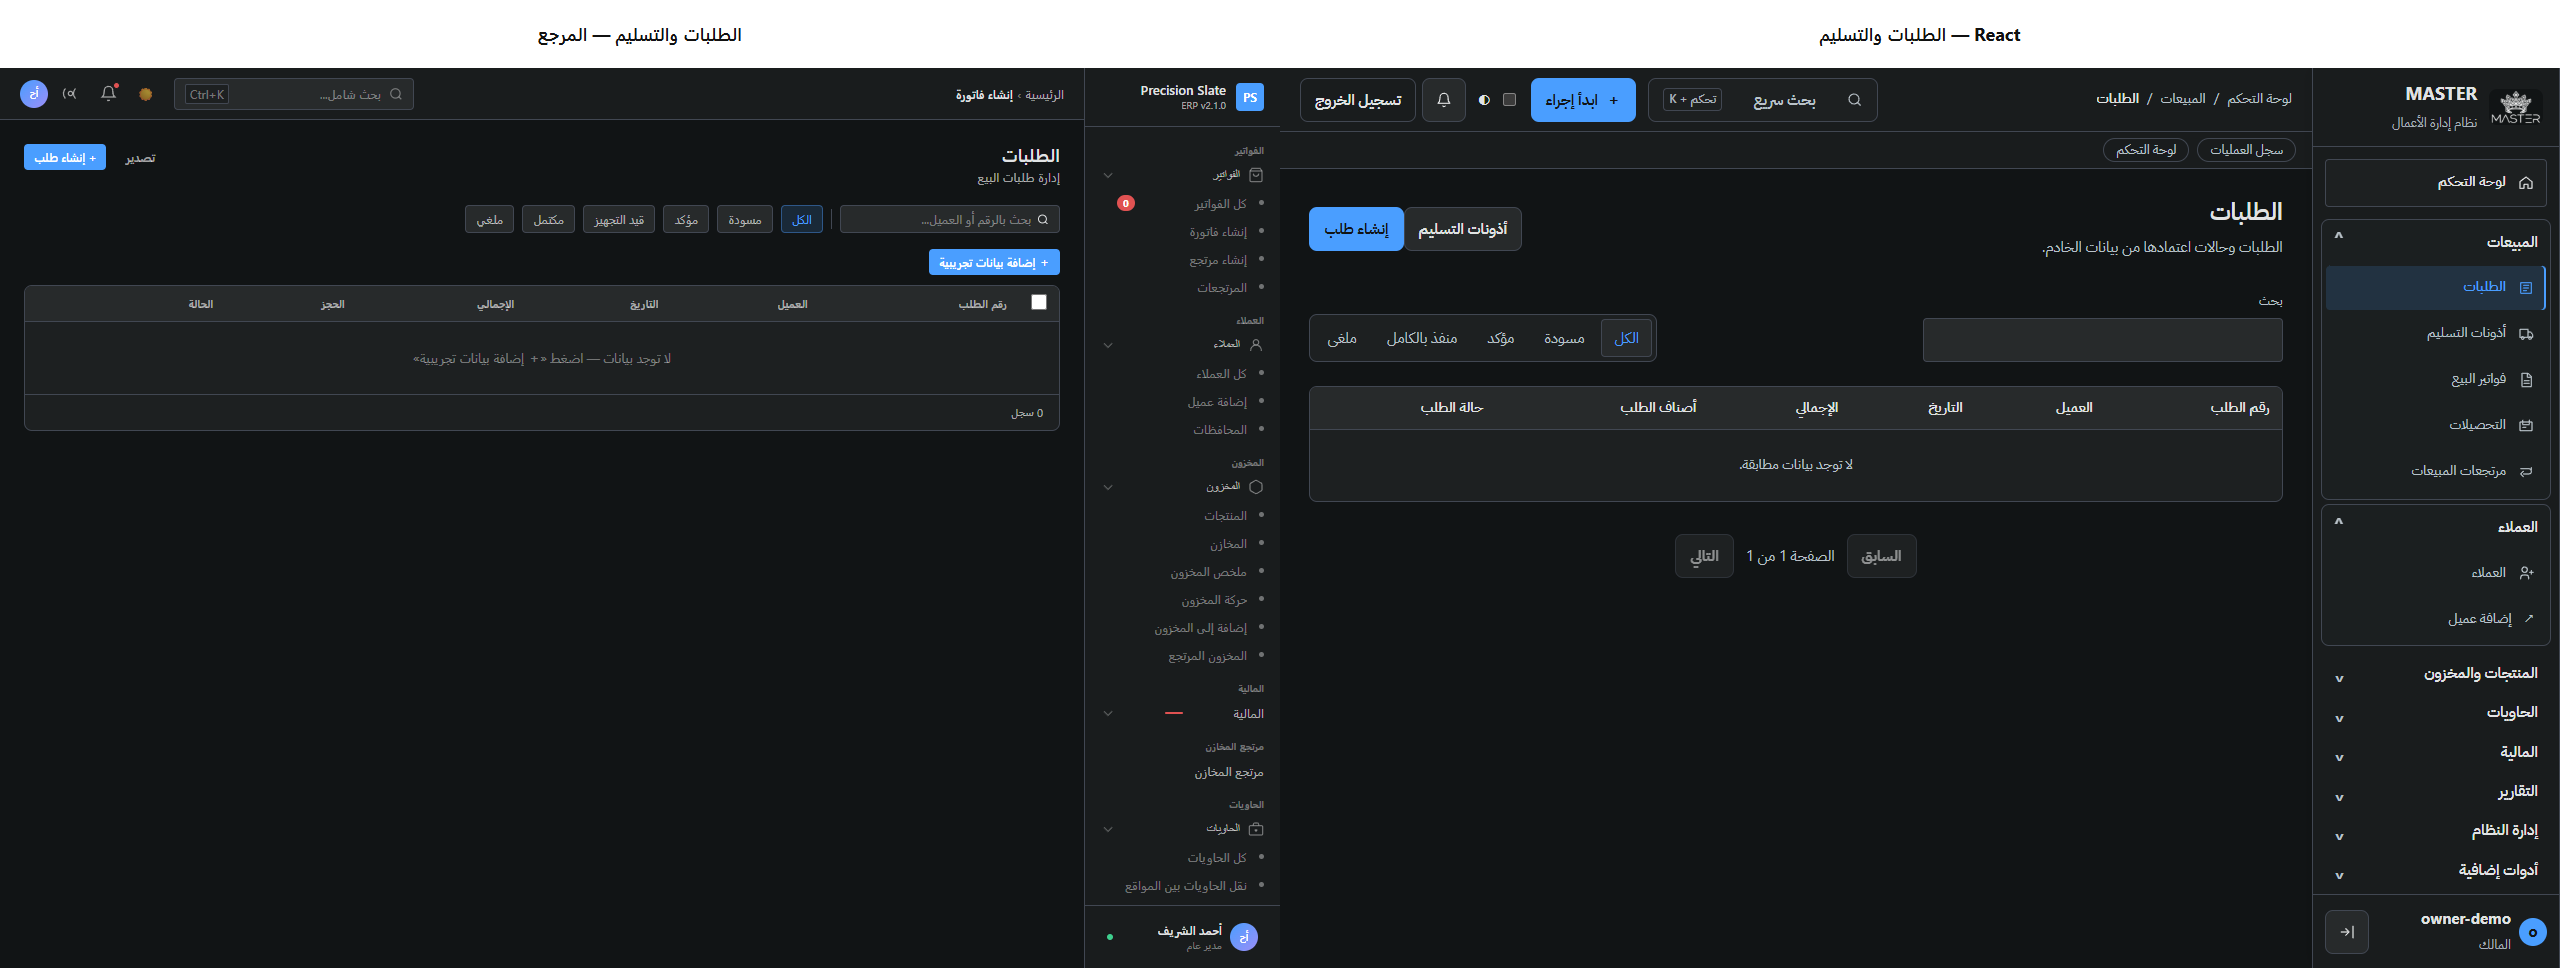 React — الطلبات والتسليم
MASTER
نظام إدارة الأعمال
MASTER
لوحة التحكم
المبيعات
الطلبات
أذونات التسليم
فواتير البيع
التحصيلات
مرتجعات المبيعات
العملاء
العملاء
إضافة عميل
المنتجات والمخزون
الحاويات
المالية
التقارير
إدارة النظام
أدوات إضافية
owner-demo
المالك
o
لوحة التحكم / المبيعات / الطلبات
بحث سريع
تحكم + K
+ ابدأ إجراء
تسجيل الخروج
سجل العمليات
لوحة التحكم
الطلبات
الطلبات وحالات اعتمادها من بيانات الخادم.
أذونات التسليم
إنشاء طلب
بحث
الكل مسودة مؤكد منفذ بالكامل ملغى
رقم الطلب العميل التاريخ الإجمالي أصناف الطلب حالة الطلب
لا توجد بيانات مطابقة.
السابق الصفحة 1 من 1 التالي
الطلبات والتسليم — المرجع
PS
Precision Slate
ERP v2.1.0
الفواتير
الفواتير
كل الفواتير
0
إنشاء فاتورة
إنشاء مرتجع
المرتجعات
العملاء
العملاء
كل العملاء
إضافة عميل
المحافظات
المخزون
المخزون
المنتجات
المخازن
ملخص المخزون
حركة المخزون
إضافة إلى المخزون
المخزون المرتجع
المالية
المالية
مرتجع المخازن
مرتجع المخازن
الحاويات
الحاويات
كل الحاويات
نقل الحاويات بين المواقع
أح
أحمد الشريف
مدير عام
الرئيسية › إنشاء فاتورة
بحث شامل...
Ctrl+K
أح
الطلبات
إدارة طلبات البيع
تصدير
+ إنشاء طلب
بحث بالرقم أو العميل...
الكل مسودة مؤكد قيد التجهيز مكتمل ملغي
+ إضافة بيانات تجريبية
رقم الطلب العميل التاريخ الإجمالي الحجز الحالة
لا توجد بيانات — اضغط «+ إضافة بيانات تجريبية»
0 سجل